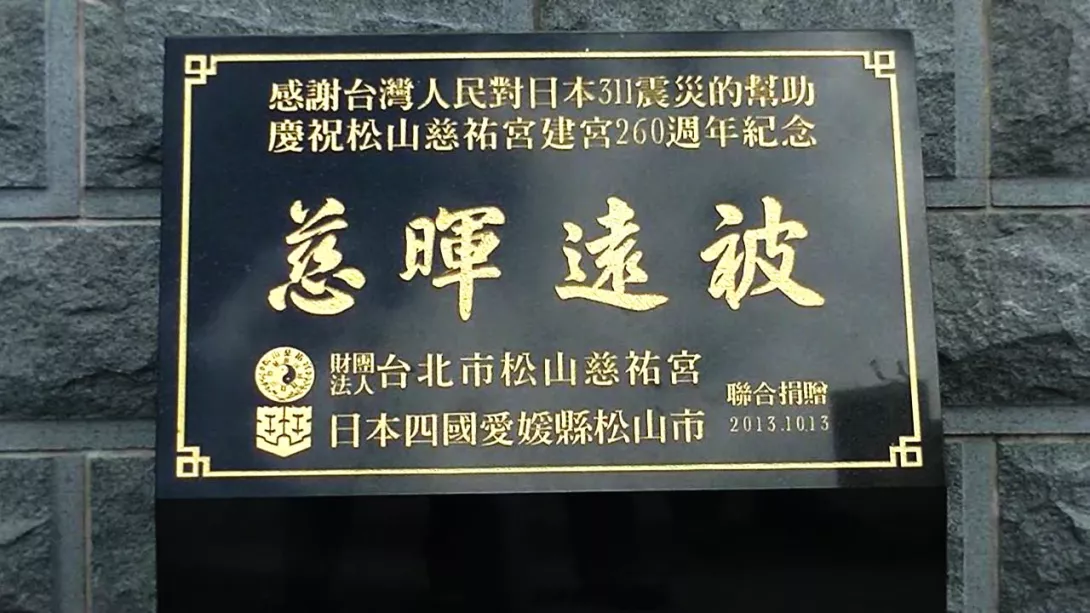 感謝台灣人民對日本311震災的幫助
慶祝松山慈祐宮建宮260週年紀念
慈暉遠被
財團法人台北市松山慈祐宮
日本四國愛媛縣松山市
聯合捐贈
2013.10.13